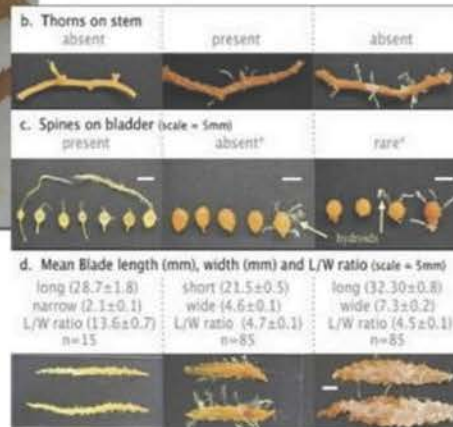 b. Thorns on stem
absent present absent
c. Spines on bladder (scale = 5mm)
present absent* rare*
hydroids
d. Mean Blade length (mm), width (mm) and L/W ratio (scale = 5mm)
long (28.7±1.8) short (21.5±0.5) long (32.30±0.8)
narrow (2.1±0.1) wide (4.6±0.1) wide (7.3±0.2)
L/W ratio (13.6±0.7) L/W ratio (4.7±0.1) L/W ratio (4.5±0.1)
n=15 n=85 n=85